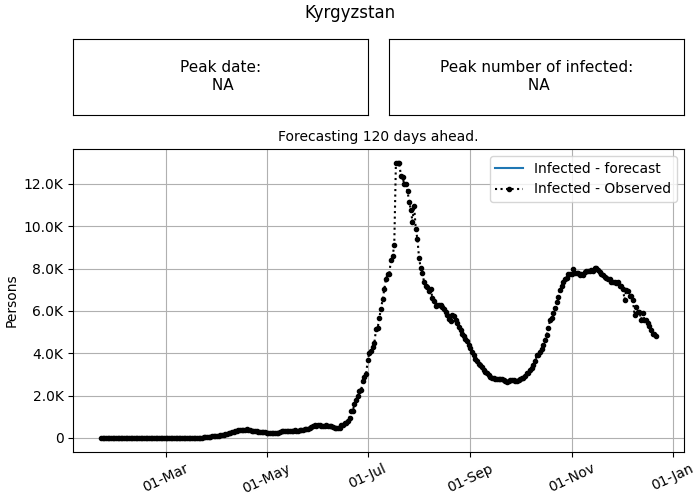 Kyrgyzstan
Peak date:
NA
Peak number of infected:
NA
Forecasting 120 days ahead.
Infected - forecast
Infected - Observed
Persons
12.0K
10.0K
8.0K
6.0K
4.0K
2.0K
0
01-Mar
01-May
01-Jul
01-Sep
01-Nov
01-Jan